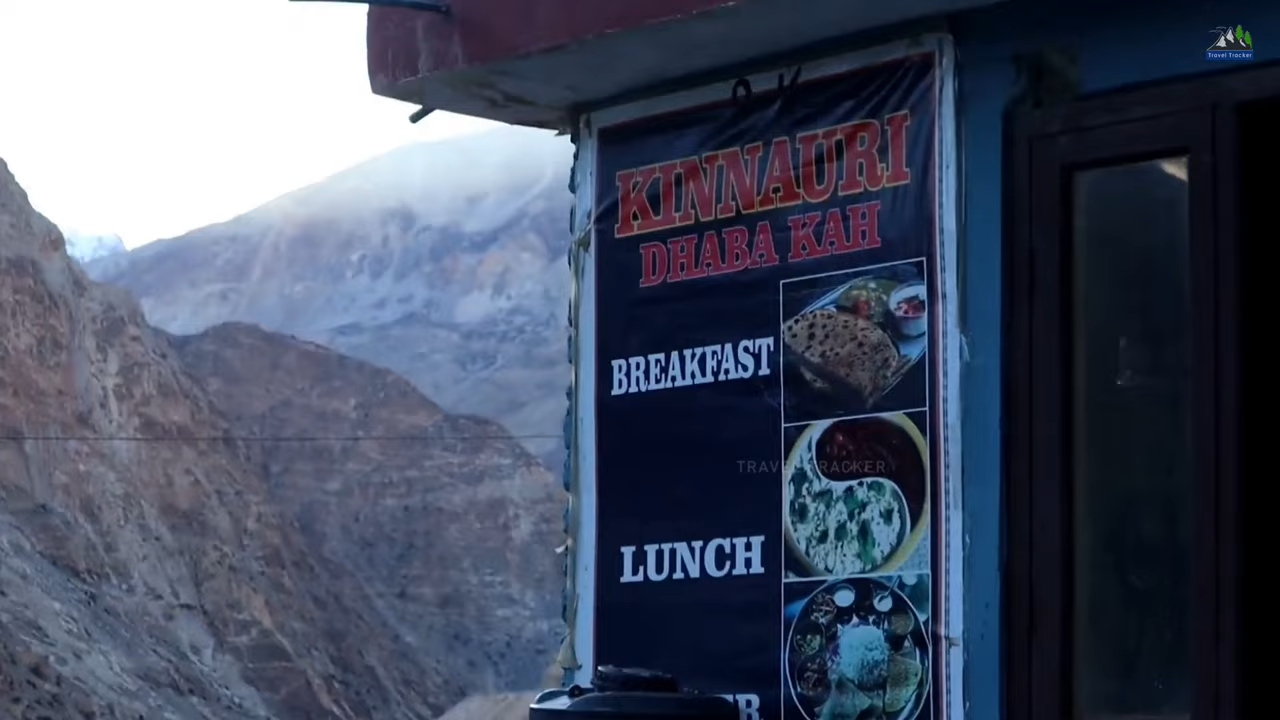 Travel Tracker
KINNAURI
DHABA KAH
BREAKFAST
TRAVEL TRACKER
LUNCH